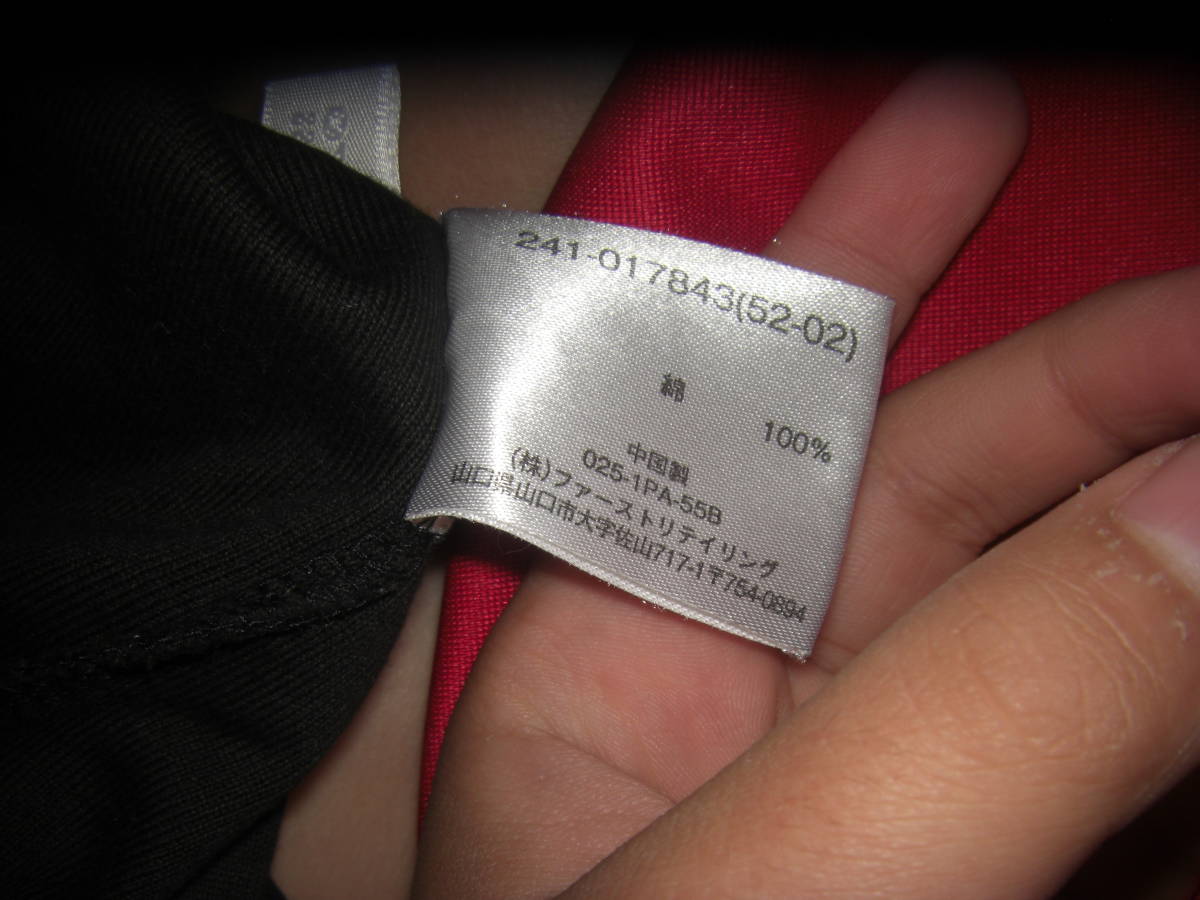 241-017843(52-02)
綿
100%
中国製
025-1PA-55B
(株)ファーストリテイリング
山口県山口市大字佐山717-1〒754-0894